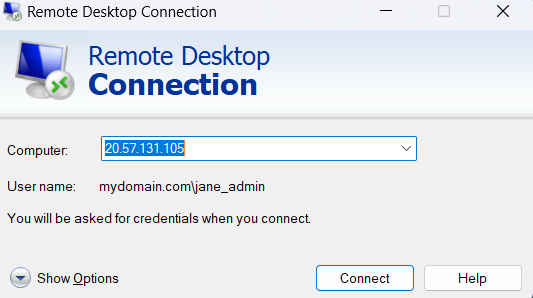 Remote Desktop Connection
Remote Desktop
Connection
Computer: 20.57.131.105
User name: mydomain.com\jane_admin
You will be asked for credentials when you connect.
Show Options Connect Help